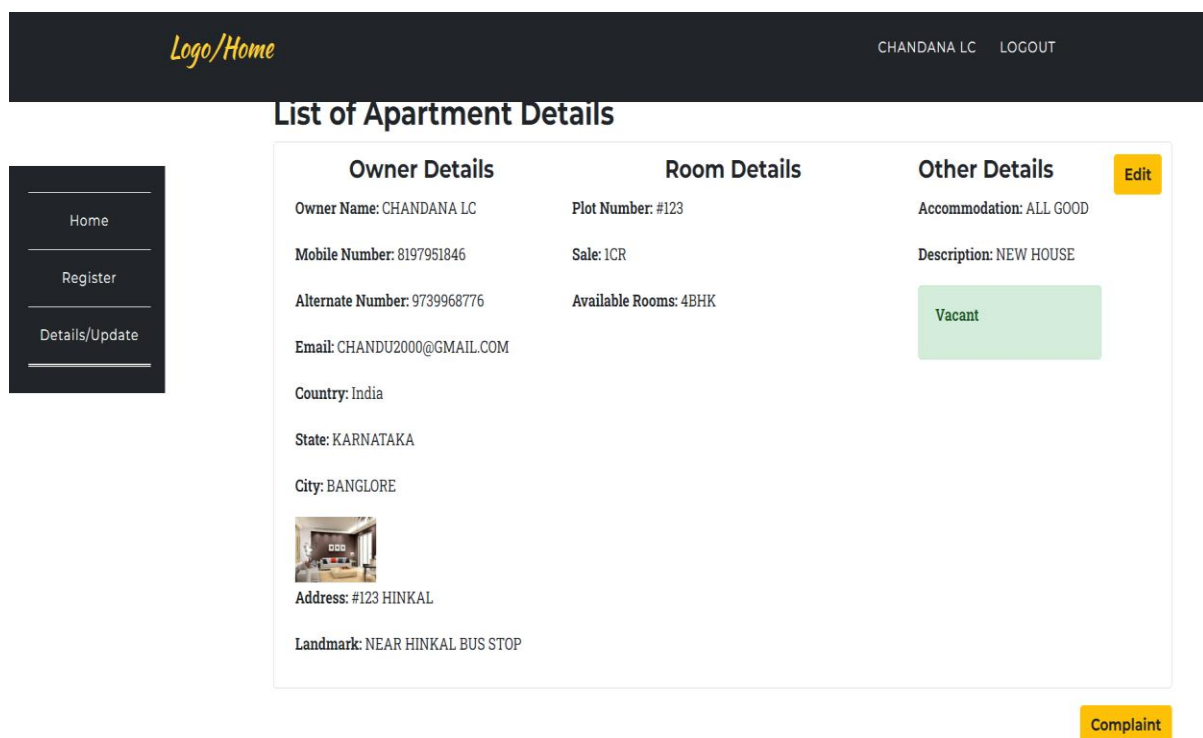 Logo/Home
CHANDANA LC LOGOUT
List of Apartment Details
Home
Register
Details/Update
Owner Details
Owner Name: CHANDANA LC
Mobile Number: 8197951846
Alternate Number: 9739968776
Email: CHANDU2000@GMAIL.COM
Country: India
State: KARNATAKA
City: BANGLORE
Address: #123 HINKAL
Landmark: NEAR HINKAL BUS STOP
Room Details
Plot Number: #123
Sale: 1CR
Available Rooms: 4BHK
Other Details
Accommodation: ALL GOOD
Description: NEW HOUSE
Vacant
Edit
Complaint